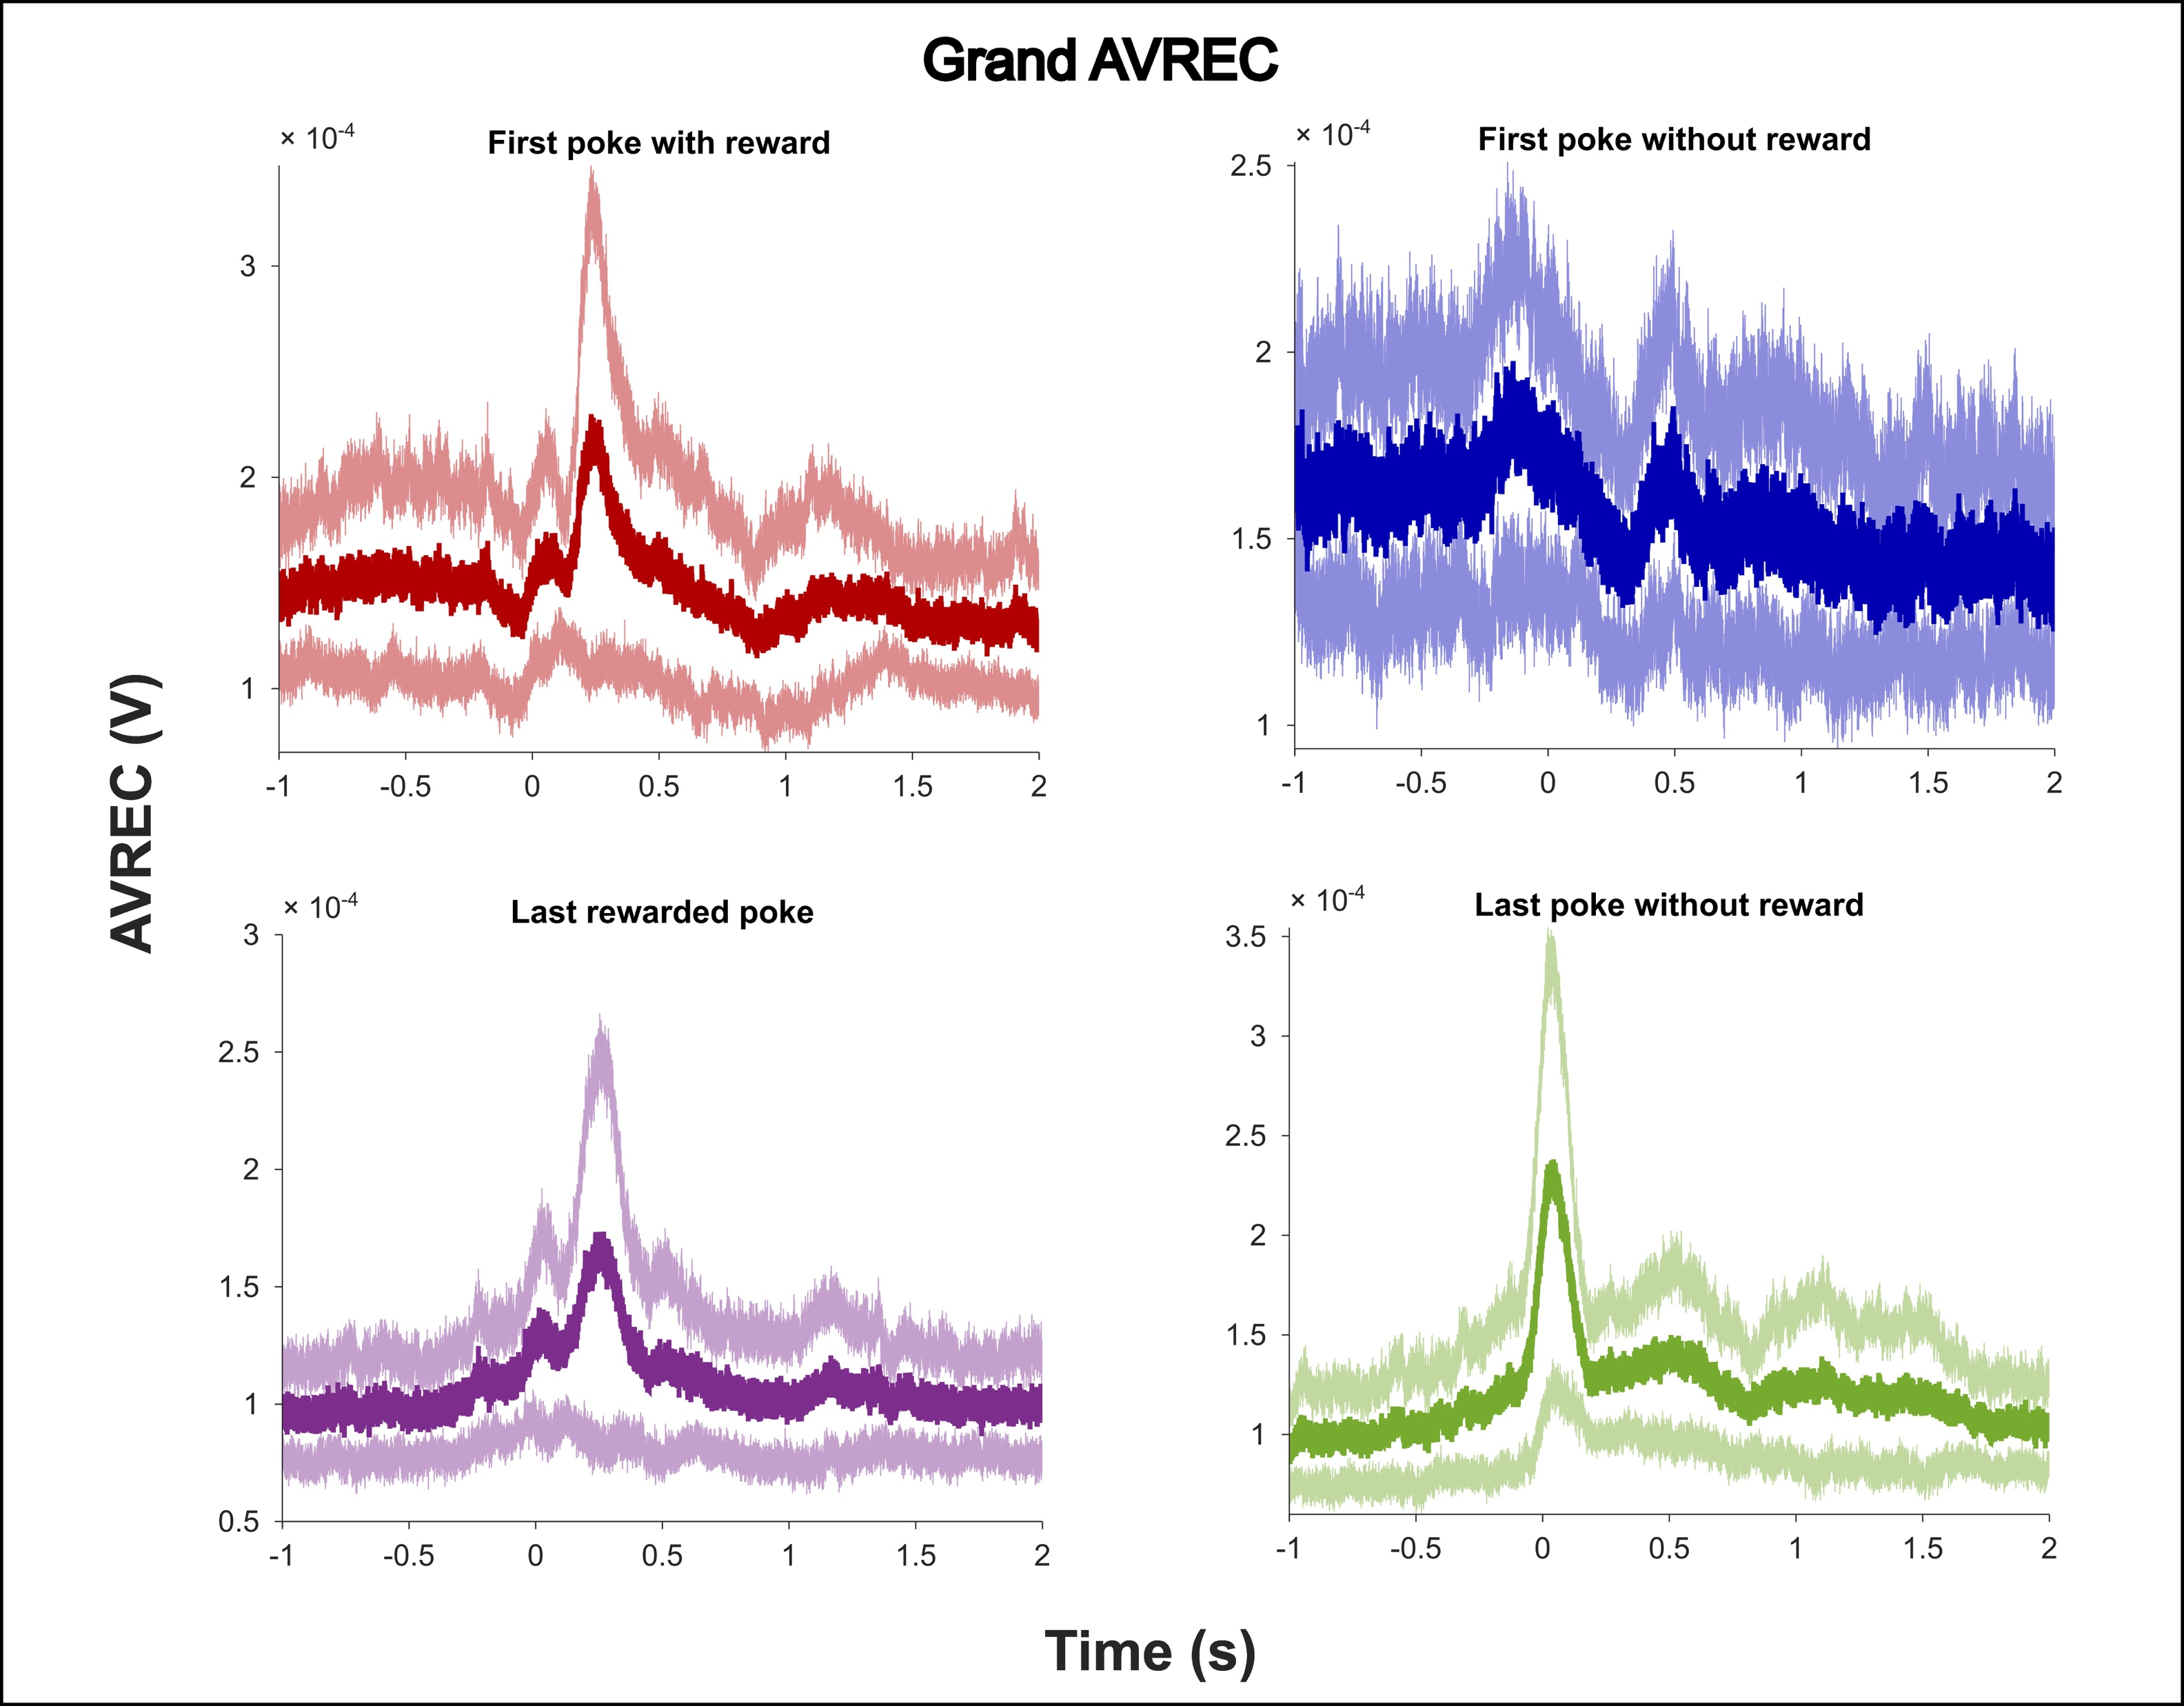 Grand AVREC
× 10-4
First poke with reward
3
2
1
-1 -0.5 0 0.5 1 1.5 2
× 10-4
First poke without reward
2.5
2
1.5
1
-1 -0.5 0 0.5 1 1.5 2
AVREC (V)
× 10-4
Last rewarded poke
3
2.5
2
1.5
1
0.5
-1 -0.5 0 0.5 1 1.5 2
× 10-4
Last poke without reward
3.5
3
2.5
2
1.5
1
-1 -0.5 0 0.5 1 1.5 2
Time (s)